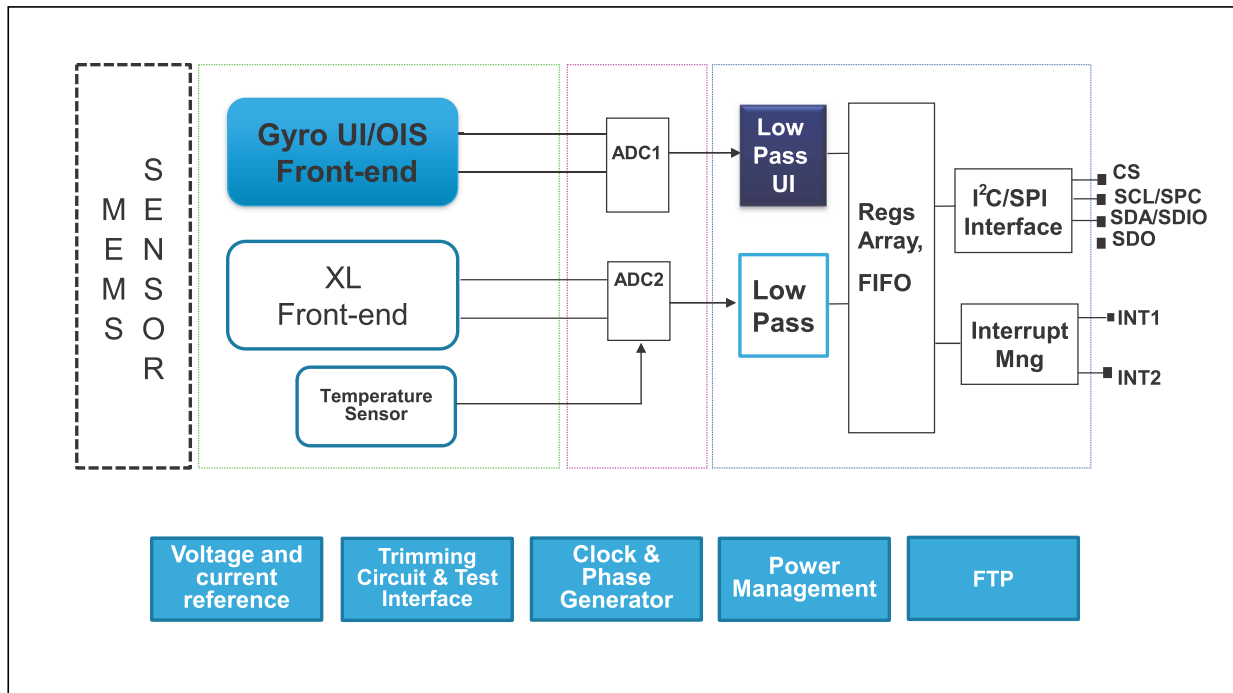 MEMS
SENSOR
Gyro UI/OIS
Front-end
XL
Front-end
Temperature
Sensor
ADC1
ADC2
Low
Pass
UI
Low
Pass
Regs
Array,
FIFO
I²C/SPI
Interface
Interrupt
Mng
CS
SCL/SPC
SDA/SDIO
SDO
INT1
INT2
Voltage and
current
reference
Trimming
Circuit & Test
Interface
Clock &
Phase
Generator
Power
Management
FTP